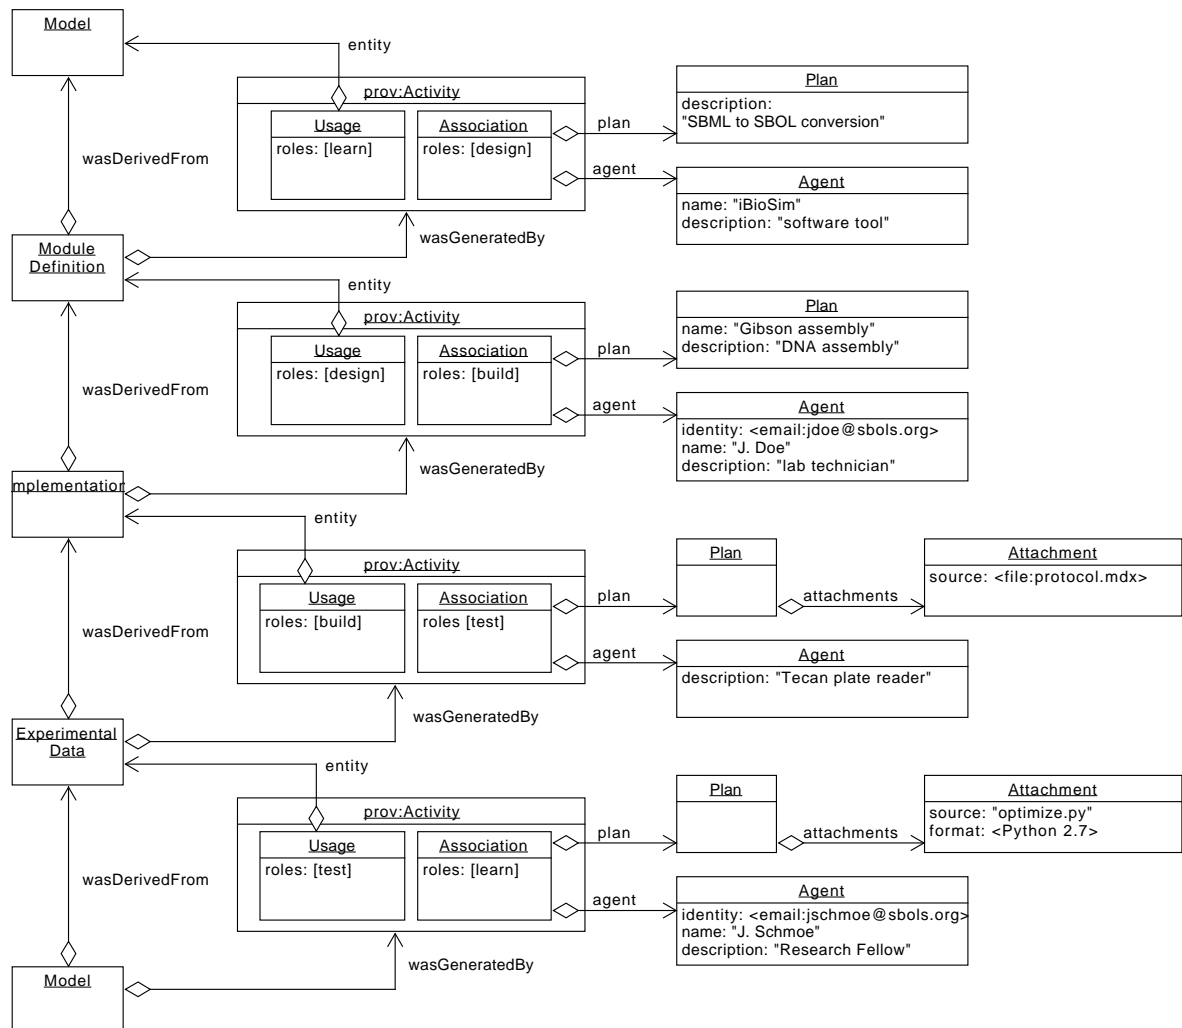 Model
entity
prov:Activity
Usage
roles: [learn]
Association
roles: [design]
plan
agent
Plan
description:
"SBML to SBOL conversion"
Agent
name: "iBioSim"
description: "software tool"
wasDerivedFrom
wasGeneratedBy
Module
Definition
entity
prov:Activity
Usage
roles: [design]
Association
roles: [build]
plan
agent
Plan
name: "Gibson assembly"
description: "DNA assembly"
Agent
identity: <email:jdoe@sbols.org>
name: "J. Doe"
description: "lab technician"
wasDerivedFrom
wasGeneratedBy
mplementation
entity
prov:Activity
Usage
roles: [build]
Association
roles [test]
plan
agent
Plan
attachments
Attachment
source: <file:protocol.mdx>
Agent
description: "Tecan plate reader"
wasDerivedFrom
wasGeneratedBy
Experimental
Data
entity
prov:Activity
Usage
roles: [test]
Association
roles: [learn]
plan
agent
Plan
attachments
Attachment
source: "optimize.py"
format: <Python 2.7>
Agent
identity: <email:jschmoe@sbols.org>
name: "J. Schmoe"
description: "Research Fellow"
wasDerivedFrom
wasGeneratedBy
Model